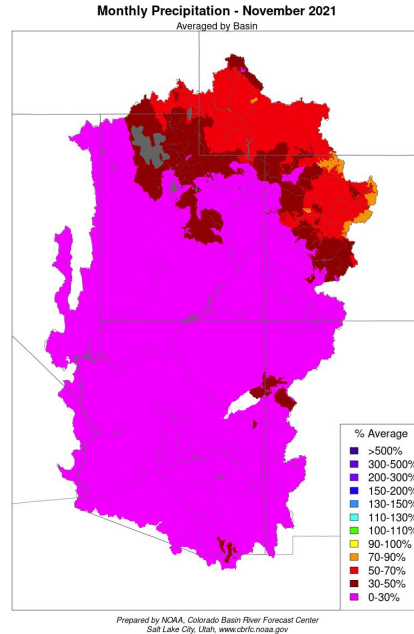 Monthly Precipitation - November 2021
Averaged by Basin
% Average
>500%
300-500%
200-300%
150-200%
130-150%
110-130%
100-110%
90-100%
70-90%
50-70%
30-50%
0-30%
Prepared by NOAA, Colorado Basin River Forecast Center
Salt Lake City, Utah, www.cbrfc.noaa.gov